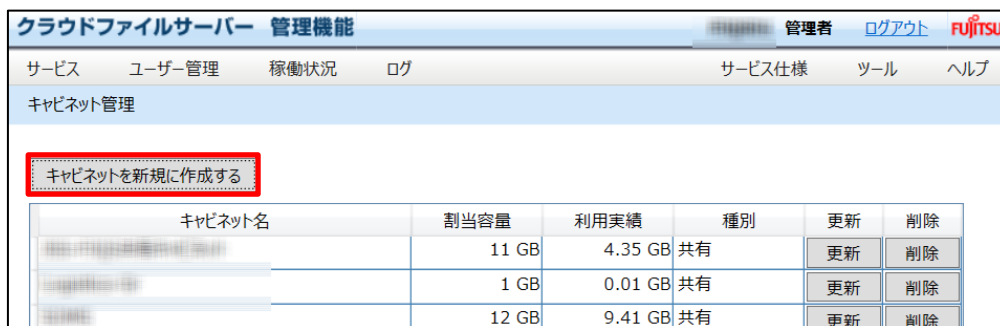 クラウドファイルサーバー 管理機能 管理者 ログアウト FUJITSU
サービス ユーザー管理 稼働状況 ログ サービス仕様 ツール ヘルプ
キャビネット管理
キャビネットを新規に作成する
キャビネット名 割当容量 利用実績 種別 更新 削除
11 GB 4.35 GB 共有 更新 削除
1 GB 0.01 GB 共有 更新 削除
12 GB 9.41 GB 共有 更新 削除